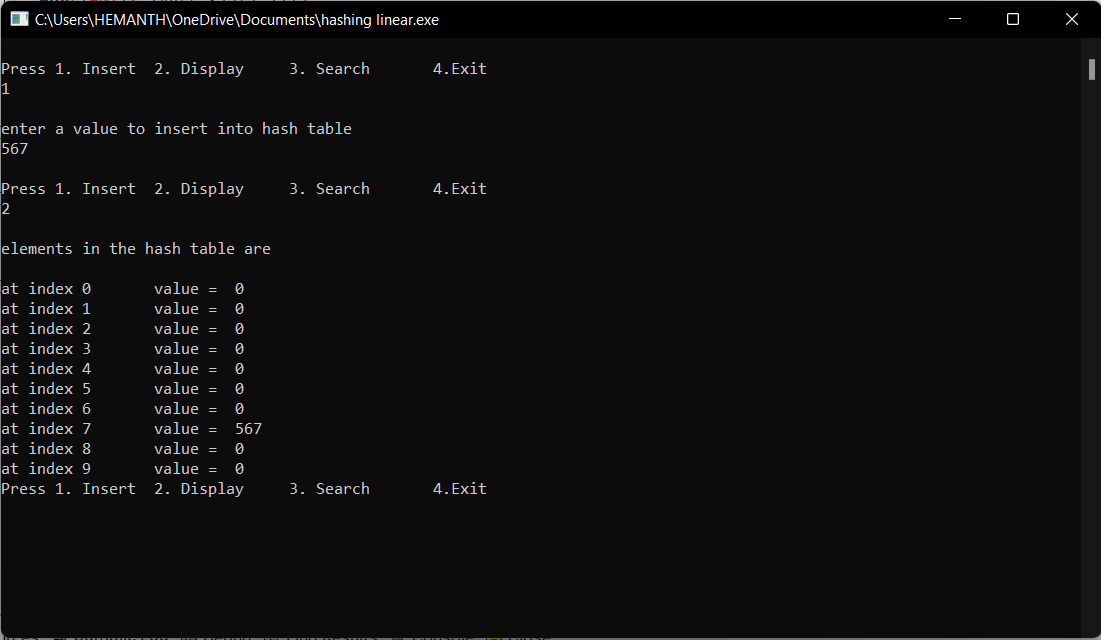 C:\Users\HEMANTH\OneDrive\Documents\hashing linear.exe
Press 1. Insert  2. Display     3. Search       4.Exit
1
enter a value to insert into hash table
567
Press 1. Insert  2. Display     3. Search       4.Exit
2
elements in the hash table are
at index 0       value =  0
at index 1       value =  0
at index 2       value =  0
at index 3       value =  0
at index 4       value =  0
at index 5       value =  0
at index 6       value =  0
at index 7       value =  567
at index 8       value =  0
at index 9       value =  0
Press 1. Insert  2. Display     3. Search       4.Exit